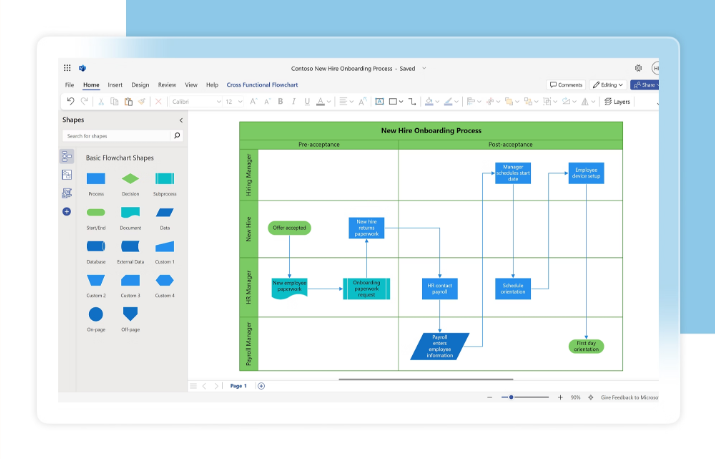 Contoso New Hire Onboarding Process - Saved
File Home Insert Design Review View Help Cross Functional Flowchart
Comments Editing Share
Calibri 12 A A B I U A Layers
Shapes
Search for shapes
Basic Flowchart Shapes
Process Decision Subprocess
Start/End Document Data
Database External Data Custom 1
Custom 2 Custom 3 Custom 4
On-page Off-page
New Hire Onboarding Process
Pre-acceptance Post-acceptance
Hiring Manager
Manager
schedules start
date
Employee
device setup
New Hire
Offer accepted
New hire
returns
paperwork
HR Manager
New employee
paperwork
Onboarding
paperwork
request
HR contact
payroll
Schedule
orientation
Payroll Manager
Payroll
enters
employee
information
First day
orientation
Page 1
90% Give Feedback to Microso